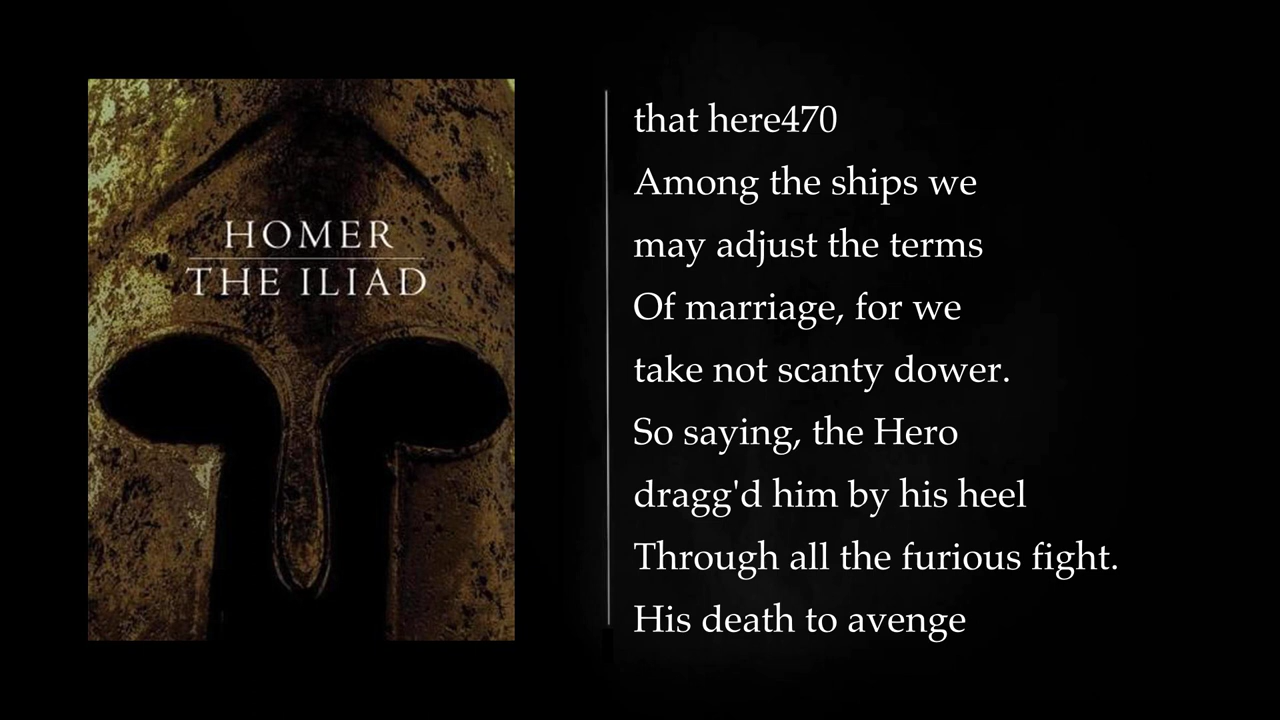 HOMER
THE ILIAD
that here470
Among the ships we
may adjust the terms
Of marriage, for we
take not scanty dower.
So saying, the Hero
dragg'd him by his heel
Through all the furious fight.
His death to avenge